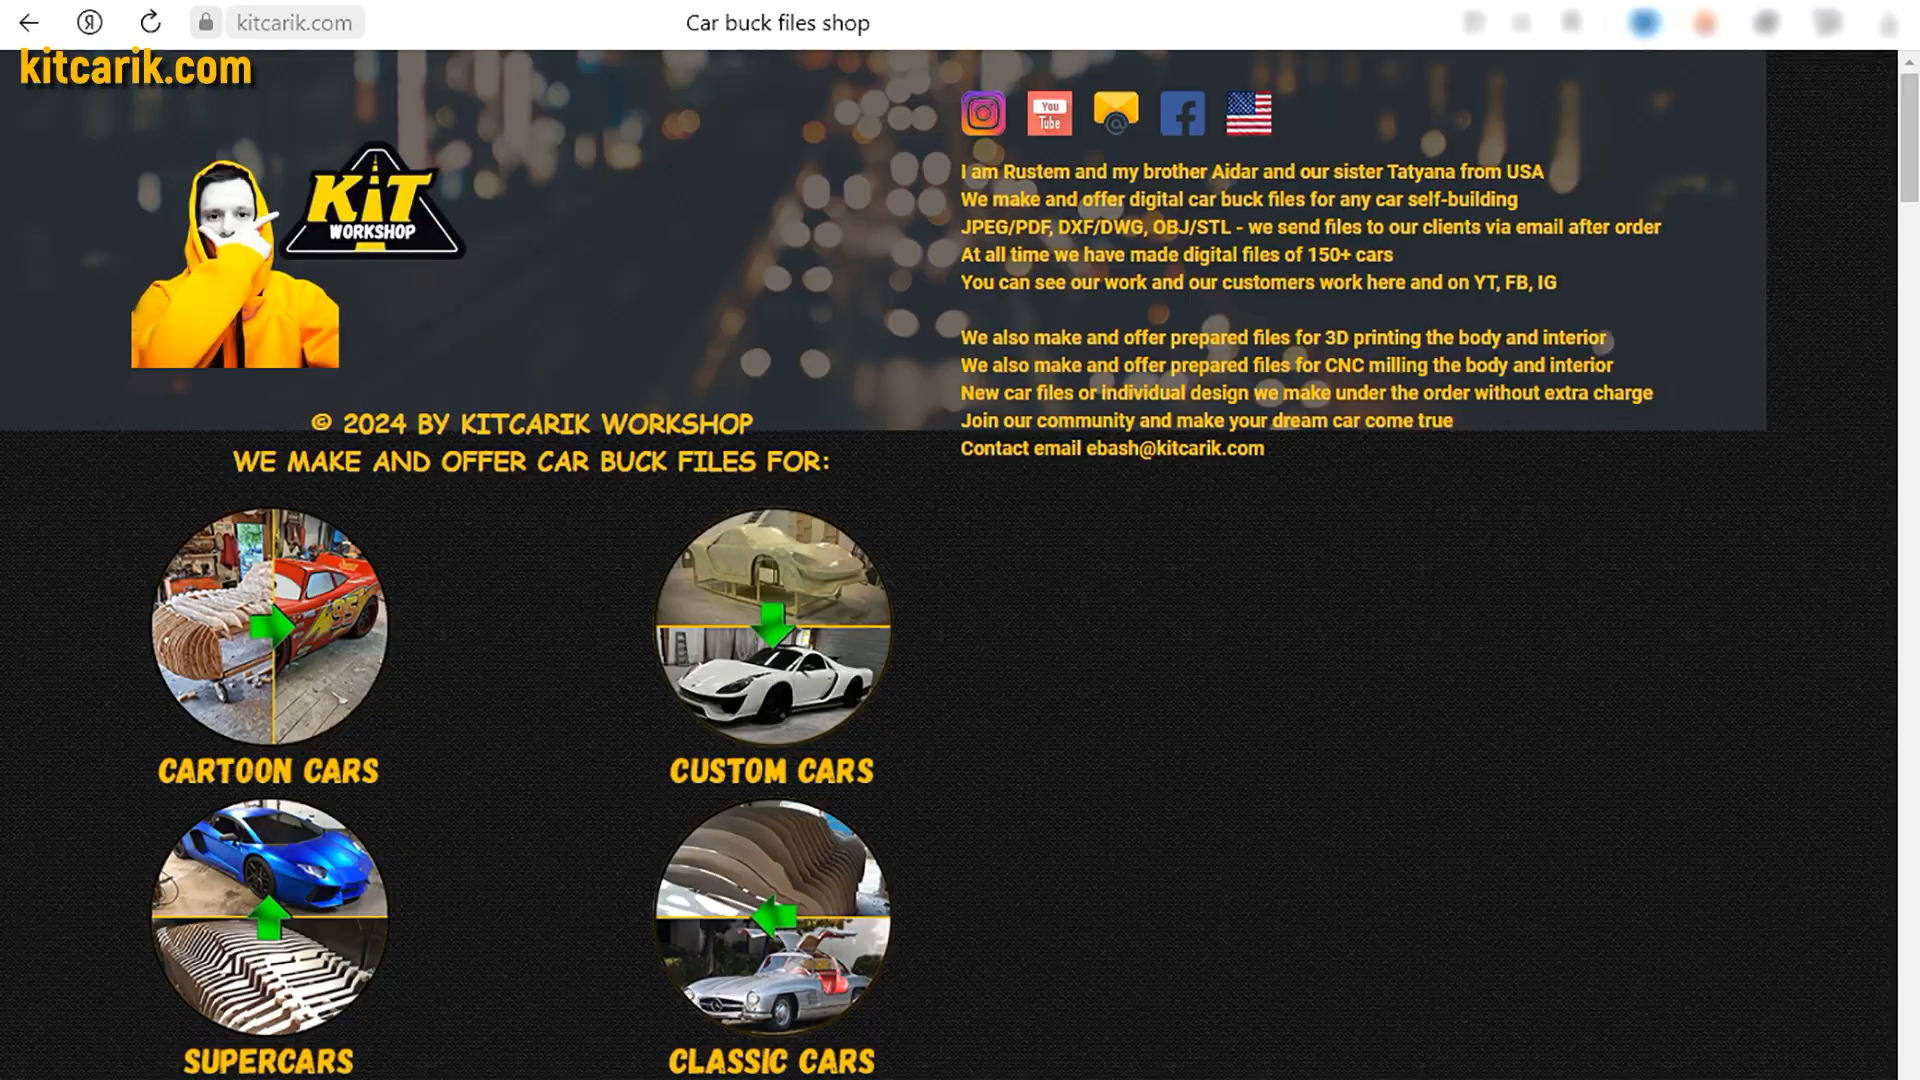 kitcarik.com
Car buck files shop
kitcarik.com
You
Tube
KIT
WORKSHOP
I am Rustem and my brother Aidar and our sister Tatyana from USA
We make and offer digital car buck files for any car self-building
JPEG/PDF, DXF/DWG, OBJ/STL - we send files to our clients via email after order
At all time we have made digital files of 150+ cars
You can see our work and our customers work here and on YT, FB, IG
We also make and offer prepared files for 3D printing the body and interior
We also make and offer prepared files for CNC milling the body and interior
New car files or individual design we make under the order without extra charge
Join our community and make your dream car come true
Contact email ebash@kitcarik.com
© 2024 BY KITCARIK WORKSHOP
WE MAKE AND OFFER CAR BUCK FILES FOR:
95
CARTOON CARS
CUSTOM CARS
SUPERCARS
CLASSIC CARS